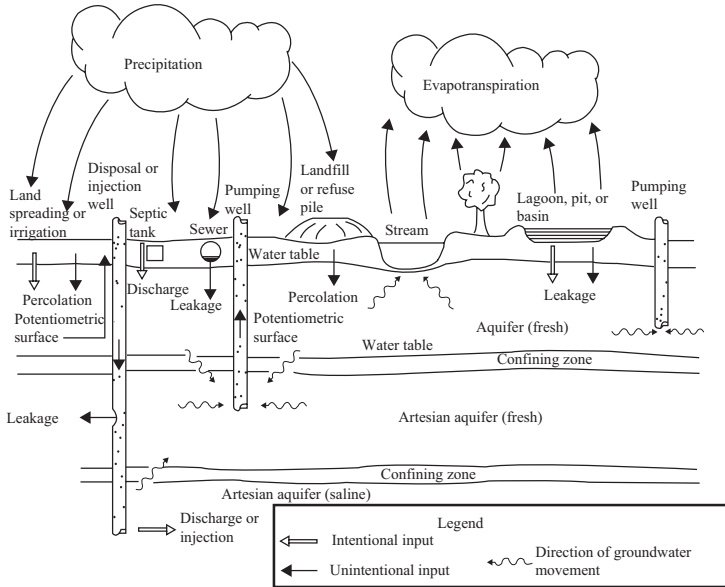 Precipitation
Evapotranspiration
Land
spreading or
irrigation
Disposal or
injection
well
Septic
tank
Sewer
Pumping
well
Landfill
or refuse
pile
Stream
Lagoon, pit, or
basin
Pumping
well
Water table
Discharge
Leakage
Percolation
Percolation
Leakage
Potentiometric
surface
Potentiometric
surface
Aquifer (fresh)
Water table
Confining zone
Leakage
Artesian aquifer (fresh)
Confining zone
Artesian aquifer (saline)
Discharge or
injection
Legend
Intentional input
Unintentional input
Direction of groundwater
movement